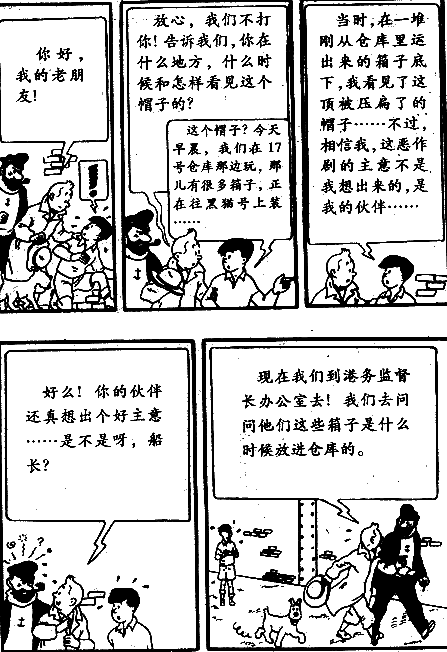 你好，
我的老朋
友！
！
放心，我们不打
你！告诉我们，你在
什么地方，什么时
候和怎样看见这个
帽子的？
这个帽子？今天
早晨，我们在17
号仓库那边玩，那
儿有很多箱子，正
在往黑猫号上装
……
当时，在一堆
刚从仓库里运
出来的箱子底
下，我看见了这
顶被压扁了的
帽子……不过，
相信我，这恶作
剧的主意不是
我想出来的，是
我的伙伴……
好么！你的伙伴
还真想出个好主意
……是不是呀，船
长？
现在我们到港务监督
长办公室去！我们去问
问他们这些箱子是什么
时候放进仓库的。